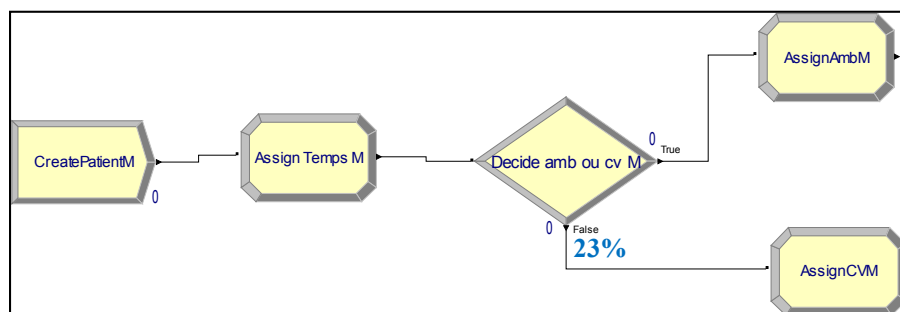 AssignAmbM
CreatePatientM
0
Assign Temps M
Decide amb ou cv M
0
True
0
False
23%
AssignCVM